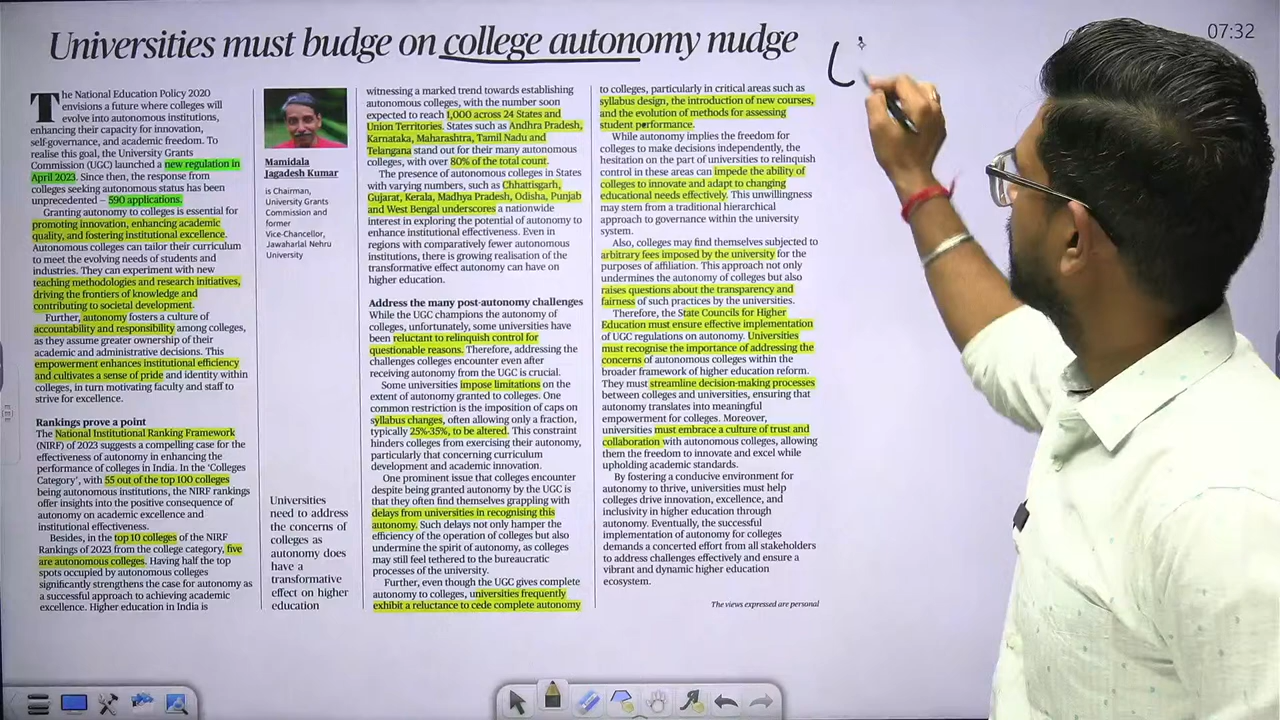 Universities must budge on college autonomy nudge
07:32
The National Education Policy 2020
envisions a future where colleges will
evolve into autonomous institutions,
enhancing their capacity for innovation,
self-governance, and academic freedom. To
realise this goal, the University Grants
Commission (UGC) launched a new regulation in
April 2023. Since then, the response from
colleges seeking autonomous status has been
unprecedented – 590 applications.
Granting autonomy to colleges is essential for
promoting innovation, enhancing academic
quality, and fostering institutional excellence.
Autonomous colleges can tailor their curriculum
to meet the evolving needs of students and
industries. They can experiment with new
teaching methodologies and research initiatives,
driving the frontiers of knowledge and
contributing to societal development.
Further, autonomy fosters a culture of
accountability and responsibility among colleges,
as they assume greater ownership of their
academic and administrative decisions. This
empowerment enhances institutional efficiency
and cultivates a sense of pride and identity within
colleges, in turn motivating faculty and staff to
strive for excellence.
Rankings prove a point
The National Institutional Ranking Framework
(NIRF) of 2023 suggests a compelling case for the
effectiveness of autonomy in enhancing the
performance of colleges in India. In the ‘Colleges
Category’, with 55 out of the top 100 colleges
being autonomous institutions, the NIRF rankings
offer insights into the positive consequence of
autonomy on academic excellence and
institutional effectiveness.
Besides, in the top 10 colleges of the NIRF
Rankings of 2023 from the college category, five
are autonomous colleges. Having half the top
spots occupied by autonomous colleges
significantly strengthens the case for autonomy as
a successful approach to achieving academic
excellence. Higher education in India is
Mamidala
Jagadesh Kumar
is Chairman,
University Grants
Commission and
former
Vice-Chancellor,
Jawaharlal Nehru
University
Universities
need to address
the concerns of
colleges as
autonomy does
have a
transformative
effect on higher
education
witnessing a marked trend towards establishing
autonomous colleges, with the number soon
expected to reach 1,000 across 24 States and
Union Territories. States such as Andhra Pradesh,
Karnataka, Maharashtra, Tamil Nadu and
Telangana stand out for their many autonomous
colleges, with over 80% of the total count.
The presence of autonomous colleges in States
with varying numbers, such as Chhattisgarh,
Gujarat, Kerala, Madhya Pradesh, Odisha, Punjab
and West Bengal underscores a nationwide
interest in exploring the potential of autonomy to
enhance institutional effectiveness. Even in
regions with comparatively fewer autonomous
institutions, there is growing realisation of the
transformative effect autonomy can have on
higher education.
Address the many post-autonomy challenges
While the UGC champions the autonomy of
colleges, unfortunately, some universities have
been reluctant to relinquish control for
questionable reasons. Therefore, addressing the
challenges colleges encounter even after
receiving autonomy from the UGC is crucial.
Some universities impose limitations on the
extent of autonomy granted to colleges. One
common restriction is the imposition of caps on
syllabus changes, often allowing only a fraction,
typically 25%-35%, to be altered. This constraint
hinders colleges from exercising their autonomy,
particularly that concerning curriculum
development and academic innovation.
One prominent issue that colleges encounter
despite being granted autonomy by the UGC is
that they often find themselves grappling with
delays from universities in recognising this
autonomy. Such delays not only hamper the
efficiency of the operation of colleges but also
undermine the spirit of autonomy, as colleges
may still feel tethered to the bureaucratic
processes of the university.
Further, even though the UGC gives complete
autonomy to colleges, universities frequently
exhibit a reluctance to cede complete autonomy
to colleges, particularly in critical areas such as
syllabus design, the introduction of new courses,
and the evolution of methods for assessing
student performance.
While autonomy implies the freedom for
colleges to make decisions independently, the
hesitation on the part of universities to relinquish
control in these areas can impede the ability of
colleges to innovate and adapt to changing
educational needs effectively. This unwillingness
may stem from a traditional hierarchical
approach to governance within the university
system.
Also, colleges may find themselves subjected to
arbitrary fees imposed by the university for the
purposes of affiliation. This approach not only
undermines the autonomy of colleges but also
raises questions about the transparency and
fairness of such practices by the universities.
Therefore, the State Councils for Higher
Education must ensure effective implementation
of UGC regulations on autonomy. Universities
must recognise the importance of addressing the
concerns of autonomous colleges within the
broader framework of higher education reform.
They must streamline decision-making processes
between colleges and universities, ensuring that
autonomy translates into meaningful
empowerment for colleges. Moreover,
universities must embrace a culture of trust and
collaboration with autonomous colleges, allowing
them the freedom to innovate and excel while
upholding academic standards.
By fostering a conducive environment for
autonomy to thrive, universities must help
colleges drive innovation, excellence, and
inclusivity in higher education through
autonomy. Eventually, the successful
implementation of autonomy for colleges
demands a concerted effort from all stakeholders
to address challenges effectively and ensure a
vibrant and dynamic higher education
ecosystem.
The views expressed are personal